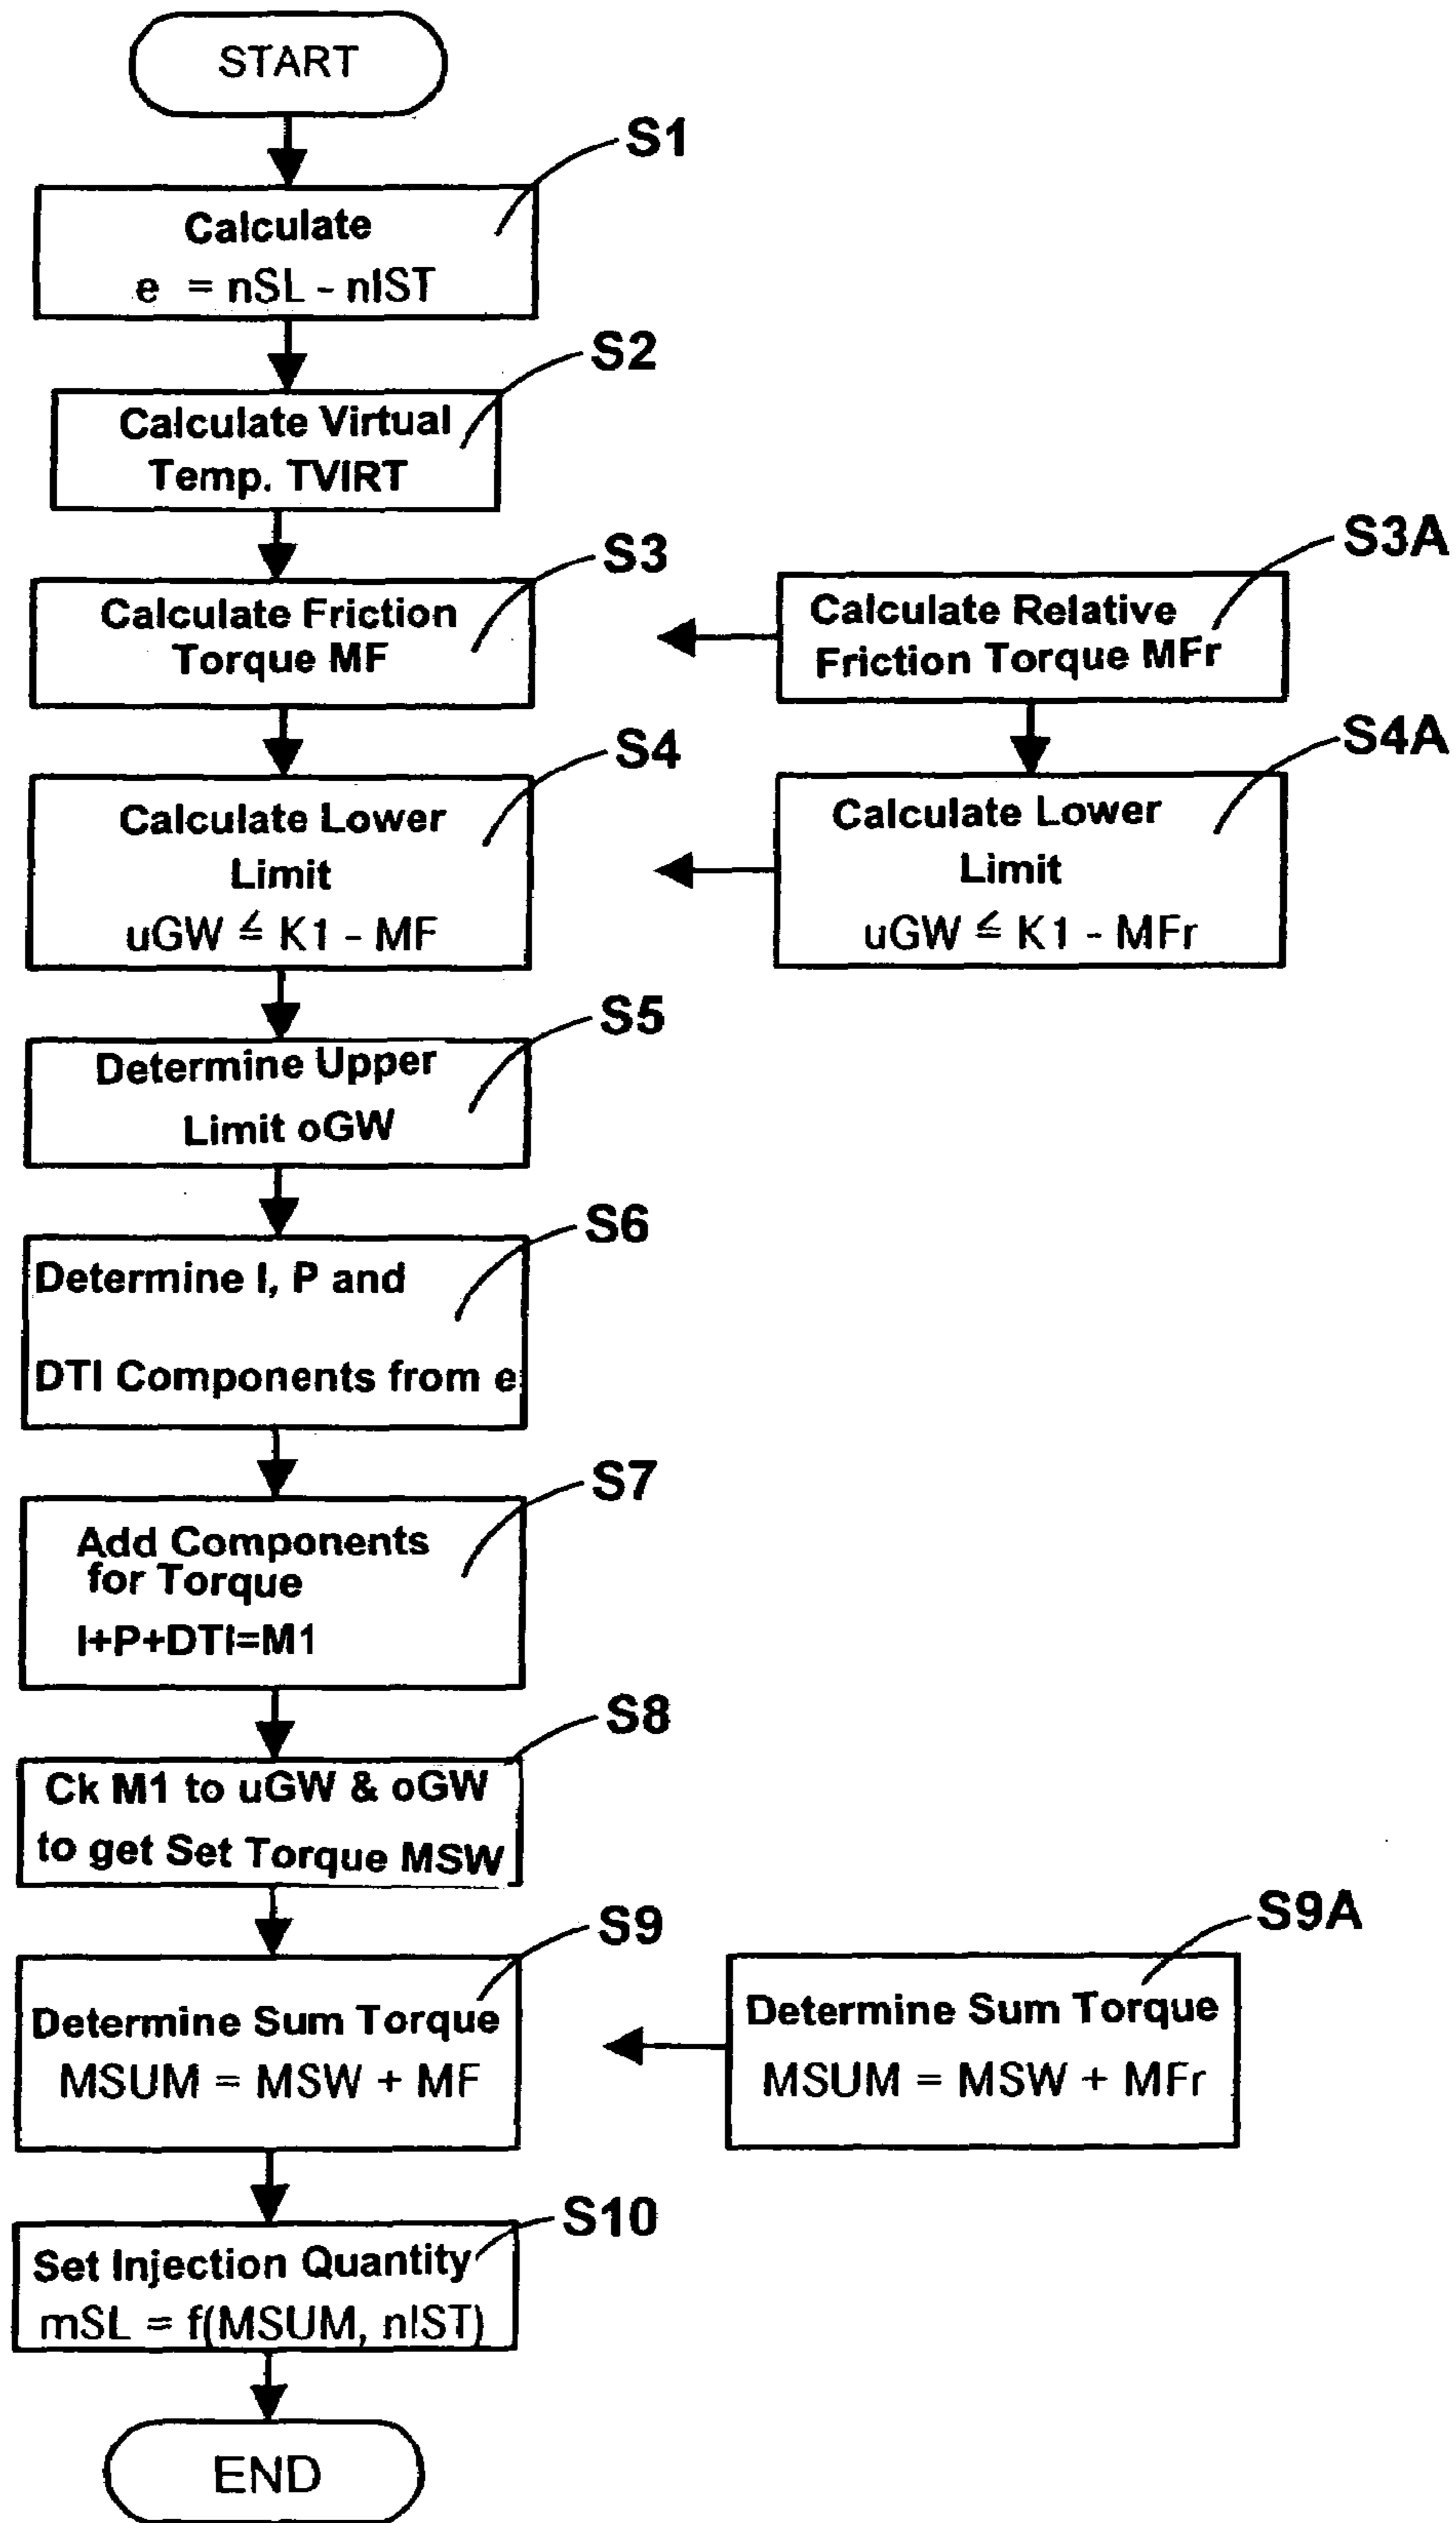 START
S1
Calculate
e = nSL - nIST
S2
Calculate Virtual
Temp. TVIRT
S3
Calculate Friction
Torque MF
S3A
Calculate Relative
Friction Torque MFr
S4
Calculate Lower
Limit
uGW ≦ K1 - MF
S4A
Calculate Lower
Limit
uGW ≦ K1 - MFr
S5
Determine Upper
Limit oGW
S6
Determine I, P and
DTI Components from e
S7
Add Components
for Torque
I+P+DTI=M1
S8
Ck M1 to uGW & oGW
to get Set Torque MSW
S9
Determine Sum Torque
MSUM = MSW + MF
S9A
Determine Sum Torque
MSUM = MSW + MFr
S10
Set Injection Quantity
mSL = f(MSUM, nIST)
END